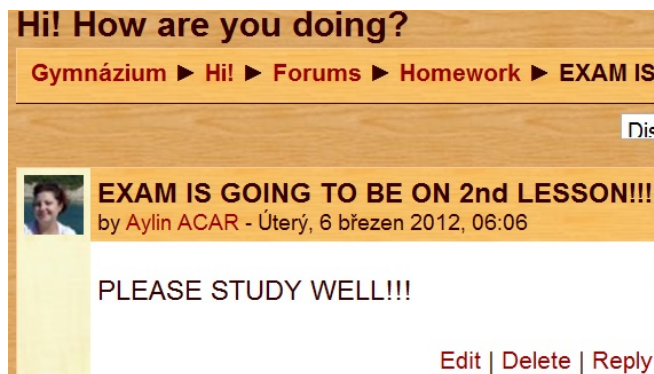 Hi! How are you doing?
Gymnázium ► Hi! ► Forums ► Homework ► EXAM IS
Dis
EXAM IS GOING TO BE ON 2nd LESSON!!!
by Aylin ACAR - Úterý, 6 březen 2012, 06:06
PLEASE STUDY WELL!!!
Edit | Delete | Reply